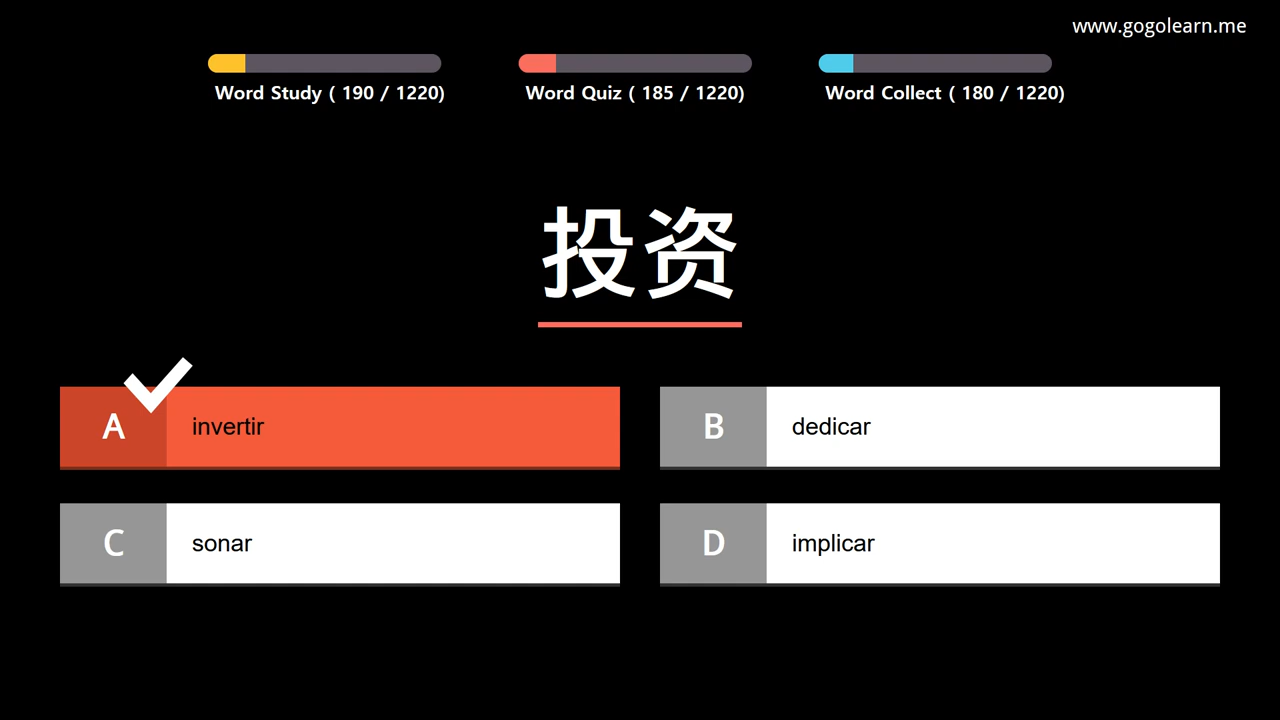 www.gogolearn.me
Word Study ( 190 / 1220)
Word Quiz ( 185 / 1220)
Word Collect ( 180 / 1220)
投资
A invertir
B dedicar
C sonar
D implicar